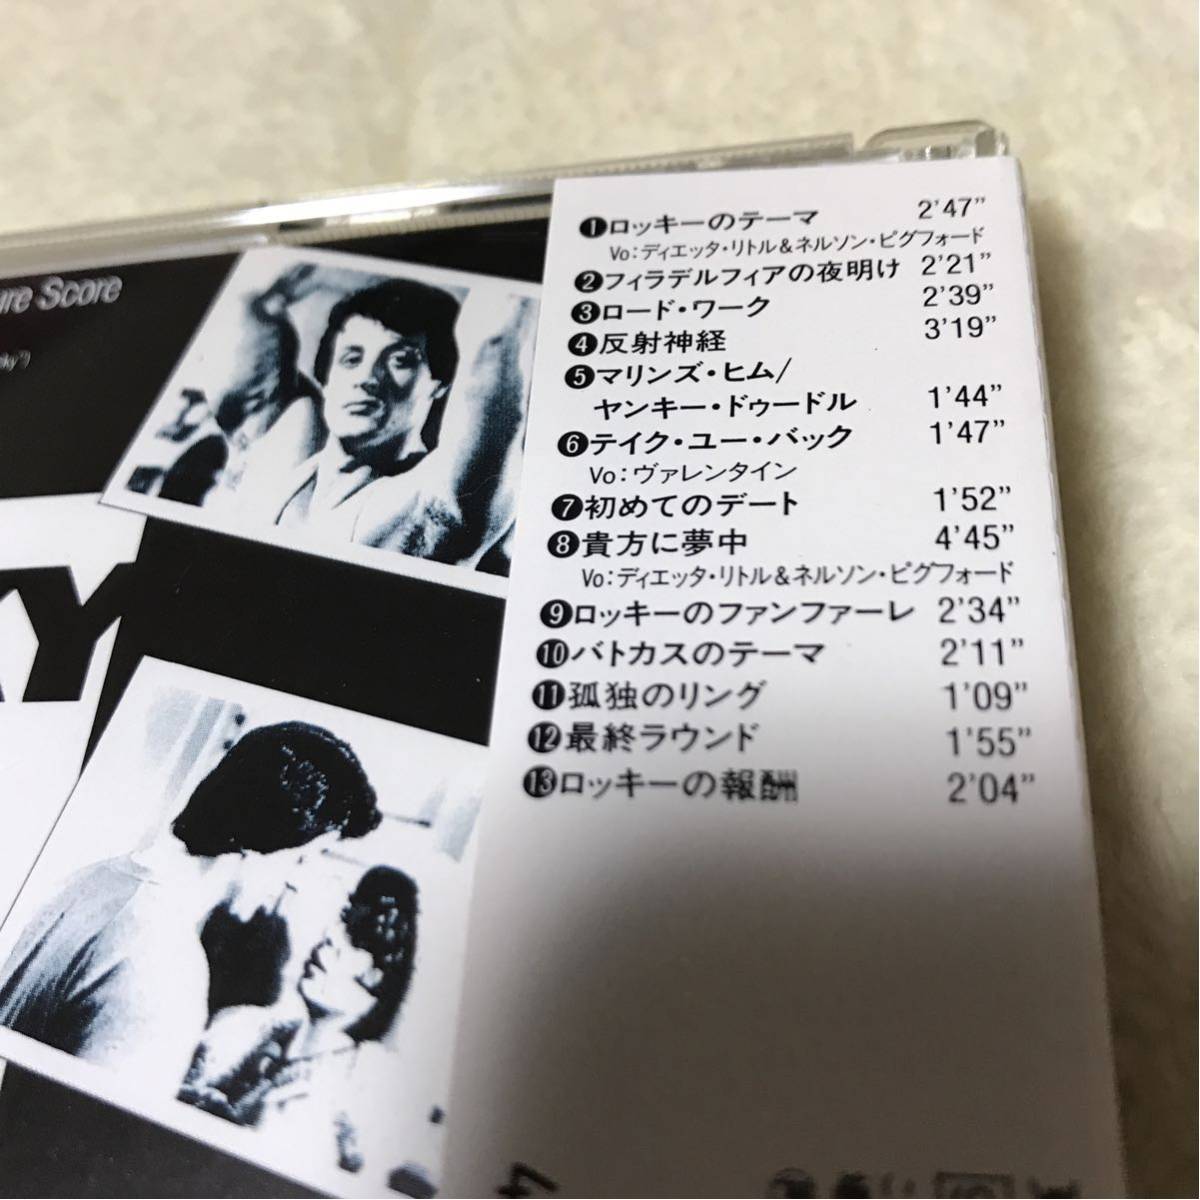 ure Score
ky")
KY
❶ロッキーのテーマ 2'47"
Vo:ディエッタ・リトル&ネルソン・ピグフォード
❷フィラデルフィアの夜明け 2'21"
❸ロード・ワーク 2'39"
❹反射神経 3'19"
❺マリンズ・ヒム/
ヤンキー・ドゥードル 1'44"
❻テイク・ユー・バック 1'47"
Vo:ヴァレンタイン
❼初めてのデート 1'52"
❽貴方に夢中 4'45"
Vo:ディエッタ・リトル&ネルソン・ピグフォード
❾ロッキーのファンファーレ 2'34"
❿バトカスのテーマ 2'11"
⓫孤独のリング 1'09"
⓬最終ラウンド 1'55"
⓭ロッキーの報酬 2'04"